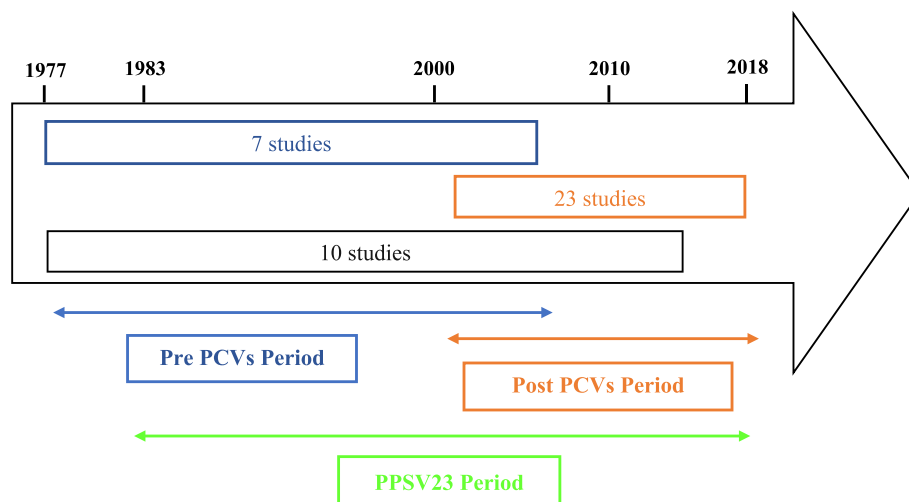 1977 1983 2000 2010 2018
7 studies
23 studies
10 studies
Pre PCVs Period
Post PCVs Period
PPSV23 Period